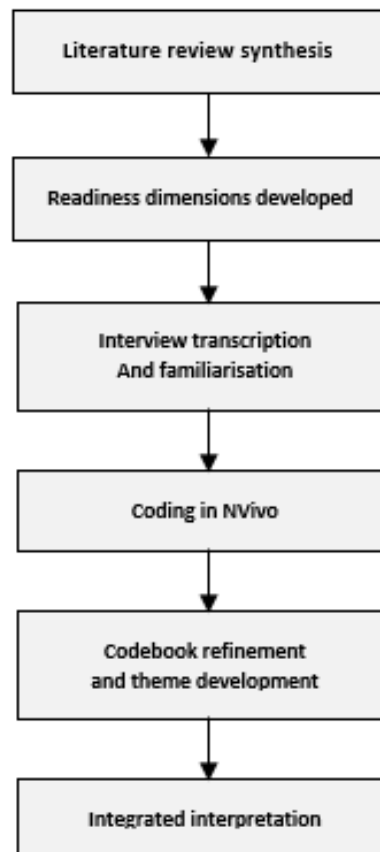 Literature review synthesis
Readiness dimensions developed
Interview transcription
And familiarisation
Coding in NVivo
Codebook refinement
and theme development
Integrated interpretation